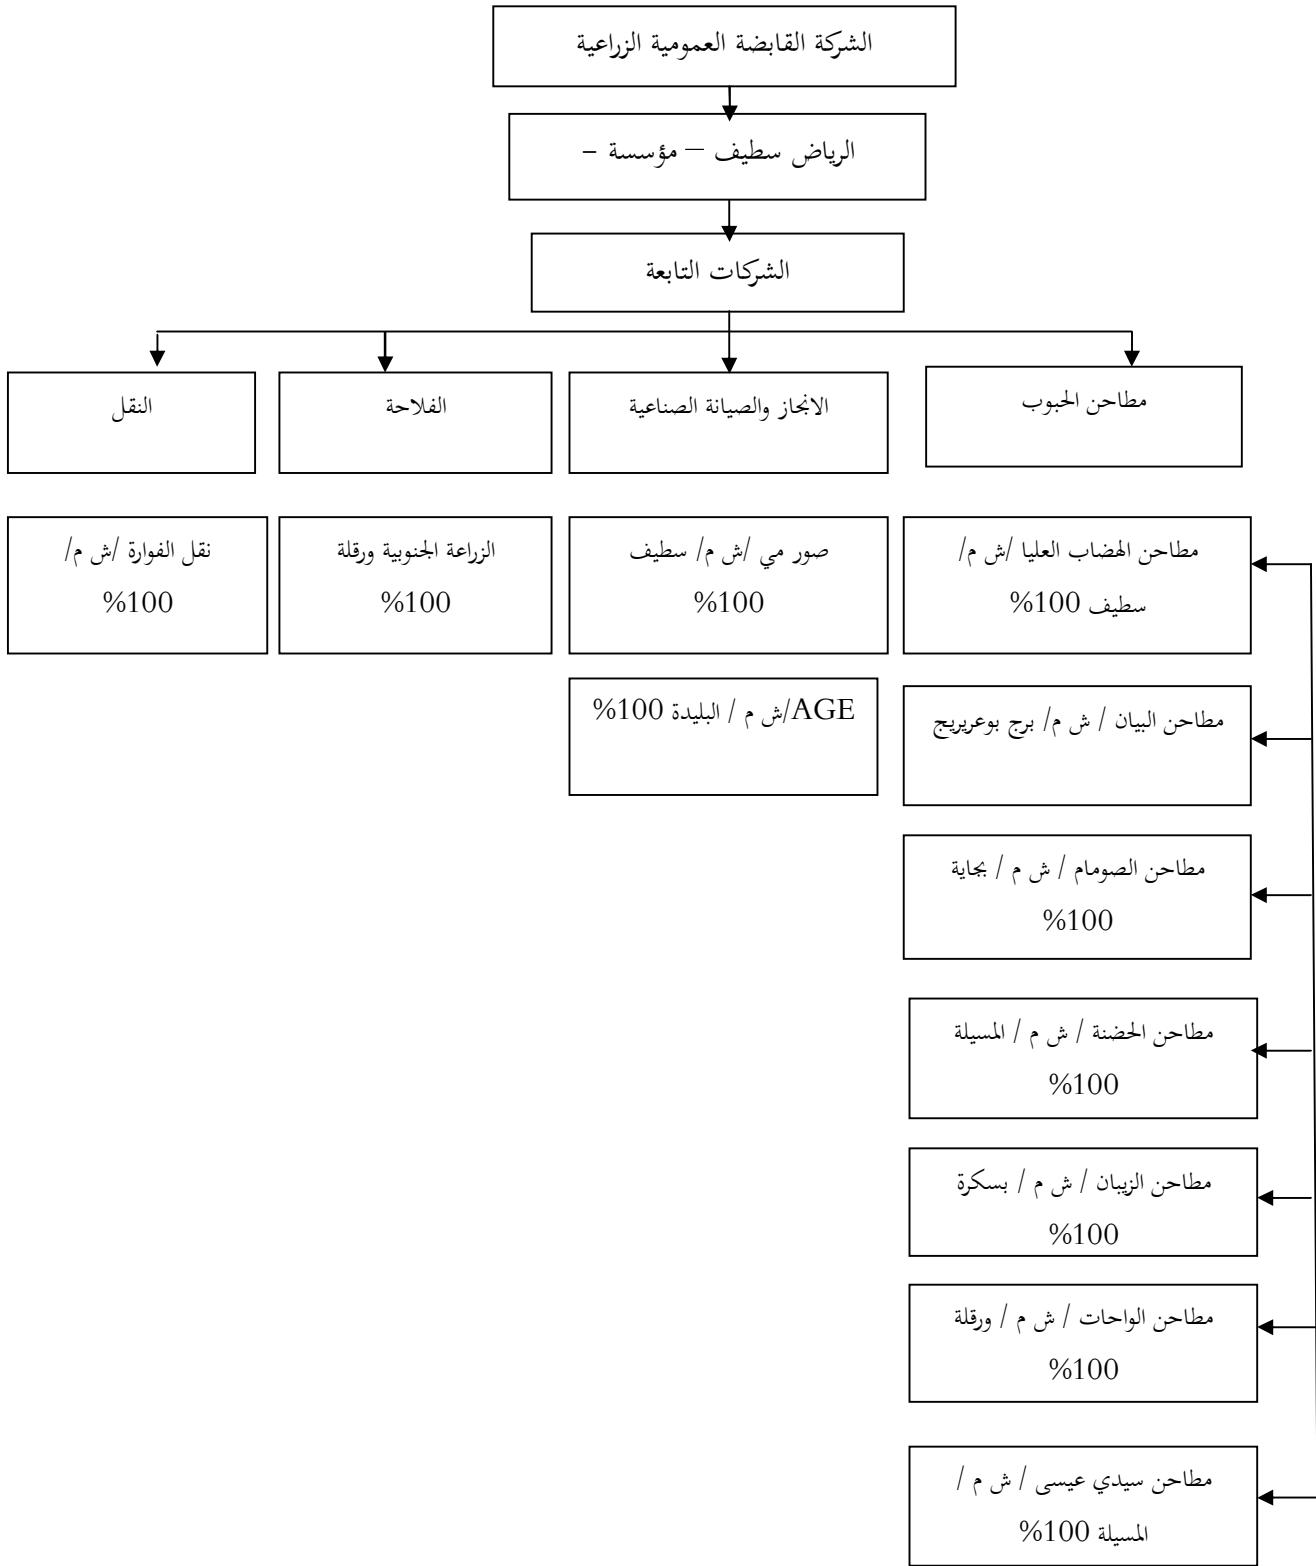 الشركة القابضة العمومية الزراعية
الرياض سطيف – مؤسسة –
الشركات التابعة
مطاحن الحبوب
الانجاز والصيانة الصناعية
الفلاحة
النقل
مطاحن الهضاب العليا /ش م/
سطيف 100%
صور مي /ش م/ سطيف
100%
الزراعة الجنوبية ورقلة
100%
نقل الفوارة /ش م/
100%
مطاحن البيان / ش م/ برج بوعريريج
AGE/ش م / البليدة 100%
مطاحن الصومام / ش م / بجاية
100%
مطاحن الحضنة / ش م / المسيلة
100%
مطاحن الزيبان / ش م / بسكرة
100%
مطاحن الواحات / ش م / ورقلة
100%
مطاحن سيدي عيسى / ش م /
المسيلة 100%